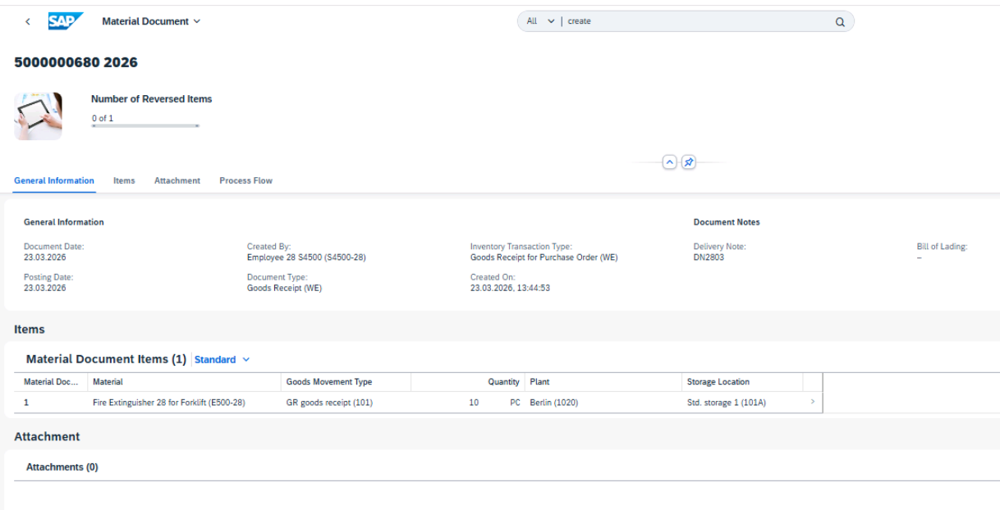 SAP Material Document
All create
5000000680 2026
Number of Reversed Items
0 of 1
General Information Items Attachment Process Flow
General Information Document Notes
Document Date: Created By: Inventory Transaction Type: Delivery Note: Bill of Lading:
23.03.2026 Employee 28 S4500 (S4500-28) Goods Receipt for Purchase Order (WE) DN2803 –
Posting Date: Document Type: Created On:
23.03.2026 Goods Receipt (WE) 23.03.2026, 13:44:53
Items
Material Document Items (1) Standard
Material Doc... Material Goods Movement Type Quantity Plant Storage Location
1 Fire Extinguisher 28 for Forklift (E500-28) GR goods receipt (101) 10 PC Berlin (1020) Std. storage 1 (101A)
Attachment
Attachments (0)